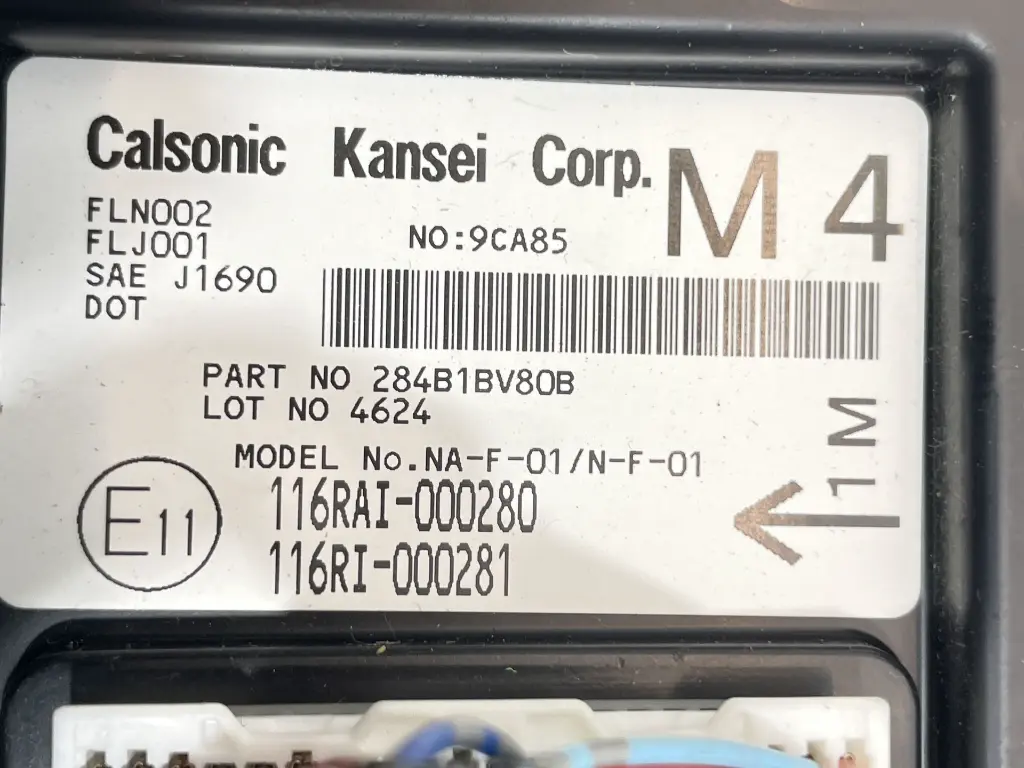 Calsonic Kansei Corp.
M4
FLN002
FLJ001
SAE J1690
DOT
NO:9CA85
PART NO 284B1BV80B
LOT NO 4624
MODEL No.NA-F-01/N-F-01
E11
116RAI-000280
116RI-000281
1M